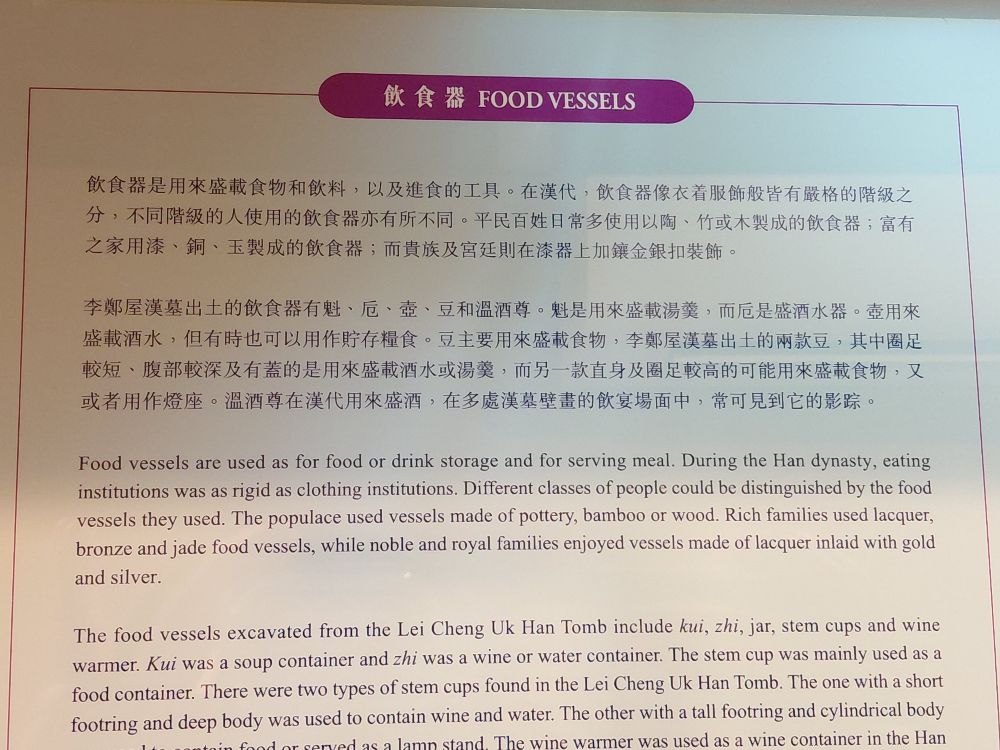 飲食器 FOOD VESSELS
飲食器是用來盛載食物和飲料，以及進食的工具。在漢代，飲食器像衣着服飾般皆有嚴格的階級之
分，不同階級的人使用的飲食器亦有所不同。平民百姓日常多使用以陶、竹或木製成的飲食器；富有
之家用漆、銅、玉製成的飲食器；而貴族及宮廷則在漆器上加鑲金銀扣裝飾。
李鄭屋漢墓出土的飲食器有魁、卮、壺、豆和溫酒尊。魁是用來盛載湯羹，而卮是盛酒水器。壺用來
盛載酒水，但有時也可以用作貯存糧食。豆主要用來盛載食物，李鄭屋漢墓出土的兩款豆，其中圈足
較短、腹部較深及有蓋的是用來盛載酒水或湯羹，而另一款直身及圈足較高的可能用來盛載食物，又
或者用作燈座。溫酒尊在漢代用來盛酒，在多處漢墓壁畫的飲宴場面中，常可見到它的影踪。
Food vessels are used as for food or drink storage and for serving meal. During the Han dynasty, eating
institutions was as rigid as clothing institutions. Different classes of people could be distinguished by the food
vessels they used. The populace used vessels made of pottery, bamboo or wood. Rich families used lacquer,
bronze and jade food vessels, while noble and royal families enjoyed vessels made of lacquer inlaid with gold
and silver.
The food vessels excavated from the Lei Cheng Uk Han Tomb include kui, zhi, jar, stem cups and wine
warmer. Kui was a soup container and zhi was a wine or water container. The stem cup was mainly used as a
food container. There were two types of stem cups found in the Lei Cheng Uk Han Tomb. The one with a short
footring and deep body was used to contain wine and water. The other with a tall footring and cylindrical body
to contain food or served as a lamp stand. The wine warmer was used as a wine container in the Han